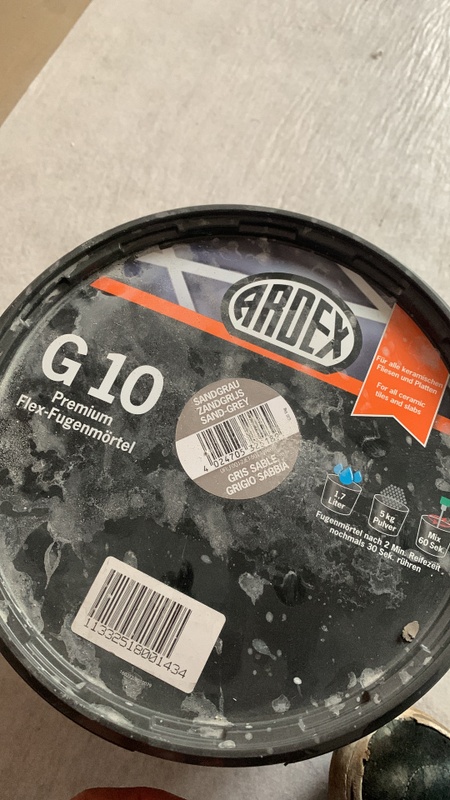 ARDEX
Für alle keramischen
Fliesen und Platten
For all ceramic
tiles and slabs
G 10
Premium
Flex-Fugenmörtel
SANDGRAU
ZANDGRIJS
SAND-GREY
GRIS SABLE
GRIGIO SABBIA
1,7
Liter
5 kg
Pulver
Mix
60 Sek.
Fugenmörtel nach 2 Min. Reifezeit
nochmals 30 Sek. rühren
11332518001434